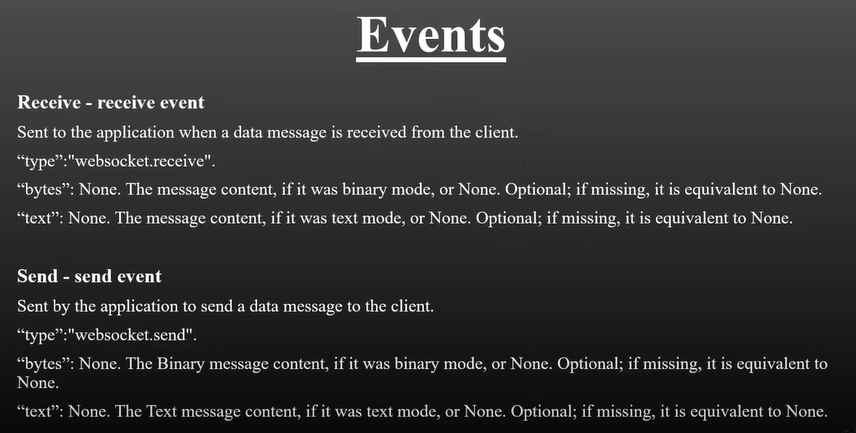 Events
Receive - receive event
Sent to the application when a data message is received from the client.
“type”:"websocket.receive".
“bytes”: None. The message content, if it was binary mode, or None. Optional; if missing, it is equivalent to None.
“text”: None. The message content, if it was text mode, or None. Optional; if missing, it is equivalent to None.
Send - send event
Sent by the application to send a data message to the client.
“type”:"websocket.send".
“bytes”: None. The Binary message content, if it was binary mode, or None. Optional; if missing, it is equivalent to
None.
“text”: None. The Text message content, if it was text mode, or None. Optional; if missing, it is equivalent to None.